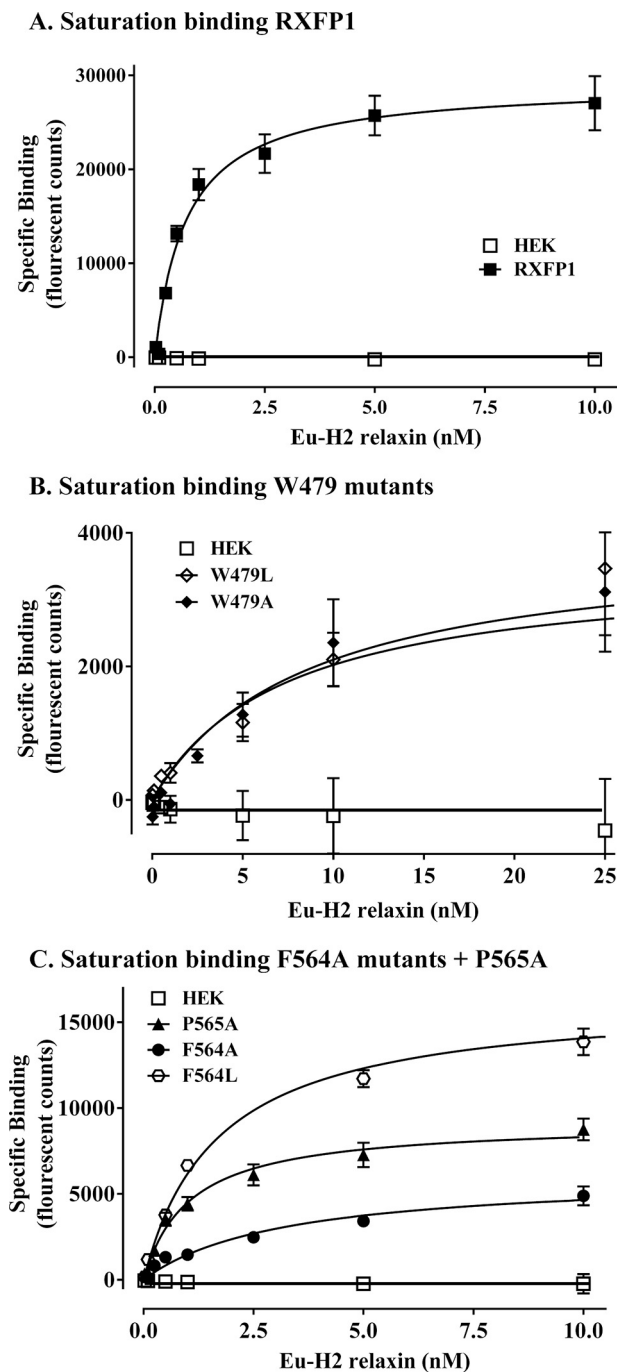 A. Saturation binding RXFP1
30000
20000
10000
0
Specific Binding
(flourescent counts)
HEK
RXFP1
0.0 2.5 5.0 7.5 10.0
Eu-H2 relaxin (nM)
B. Saturation binding W479 mutants
4000
2000
0
Specific Binding
(flourescent counts)
HEK
W479L
W479A
0 5 10 15 20 25
Eu-H2 relaxin (nM)
C. Saturation binding F564A mutants + P565A
15000
10000
5000
0
Specific Binding
(flourescent counts)
HEK
P565A
F564A
F564L
0.0 2.5 5.0 7.5 10.0
Eu-H2 relaxin (nM)